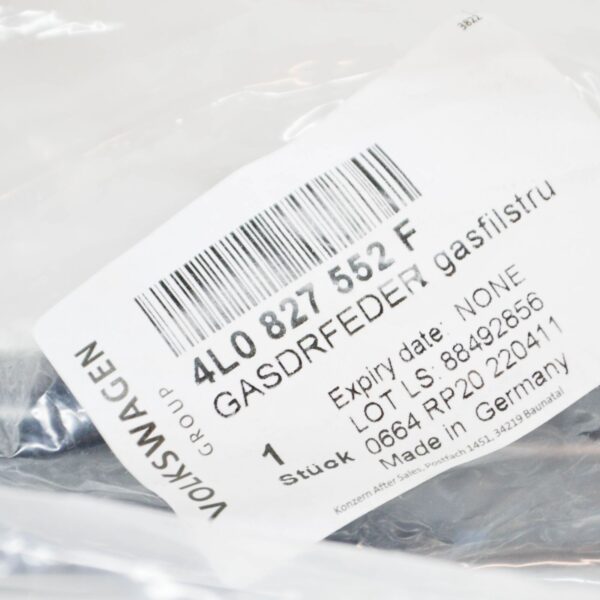 3822
4L0 827 552 F
GASDRFEDER gasfilstru
1
Stück
Expiry date: NONE
LOT LS: 88492856
0664 RP20 220411
Made in Germany
Konzern After Sales, Postfach 1451, 34219 Baunatal
VOLKSWAGEN
GROUP